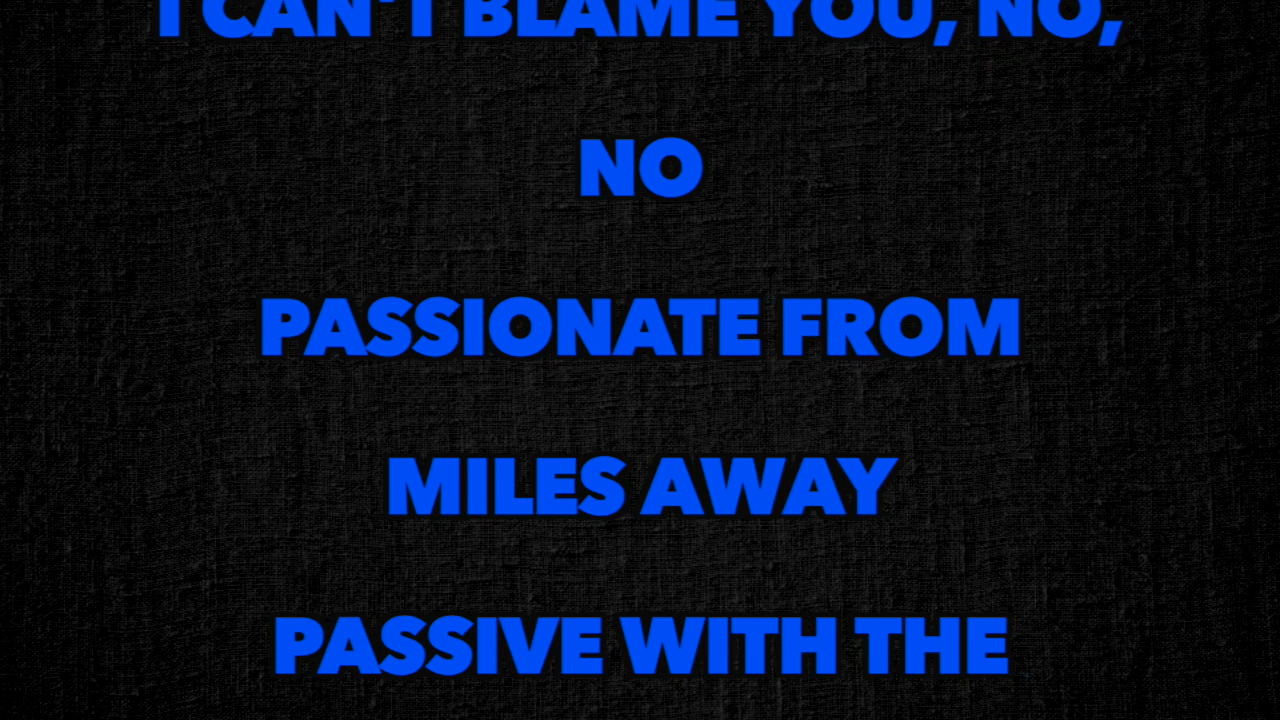 I CAN'T BLAME YOU, NO,
NO
PASSIONATE FROM
MILES AWAY
PASSIVE WITH THE